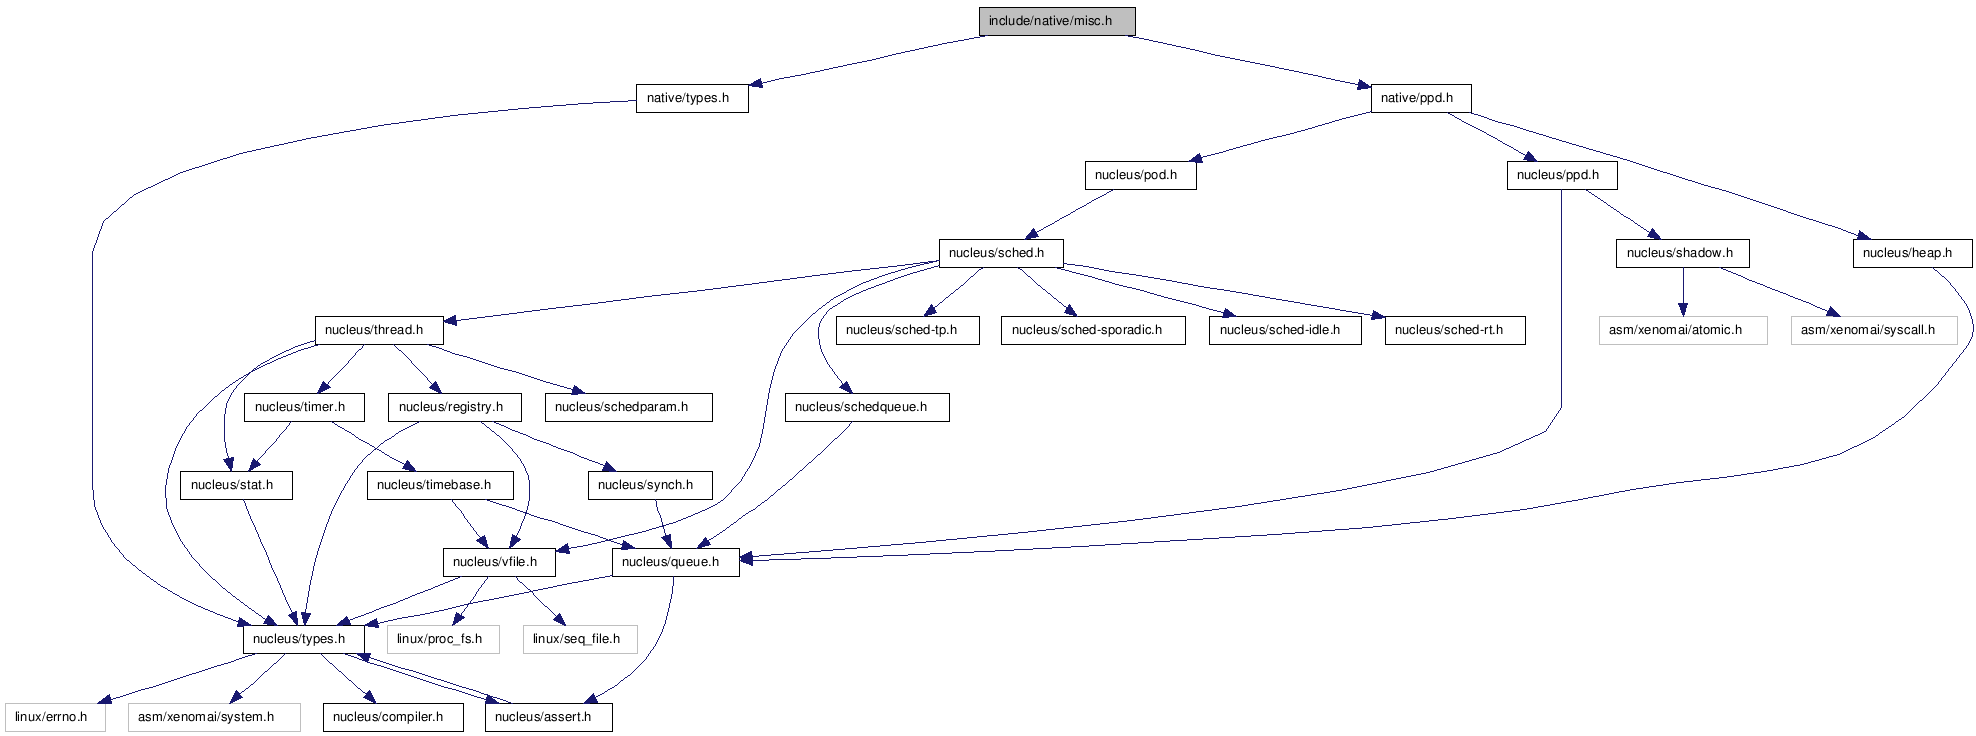 include/native/misc.h
native/types.h
native/ppd.h
nucleus/pod.h
nucleus/ppd.h
nucleus/sched.h
nucleus/shadow.h
nucleus/heap.h
nucleus/thread.h
nucleus/sched-tp.h
nucleus/sched-sporadic.h
nucleus/sched-idle.h
nucleus/sched-rt.h
asm/xenomai/atomic.h
asm/xenomai/syscall.h
nucleus/timer.h
nucleus/registry.h
nucleus/schedparam.h
nucleus/schedqueue.h
nucleus/stat.h
nucleus/timebase.h
nucleus/synch.h
nucleus/vfile.h
nucleus/queue.h
nucleus/types.h
linux/proc_fs.h
linux/seq_file.h
linux/errno.h
asm/xenomai/system.h
nucleus/compiler.h
nucleus/assert.h